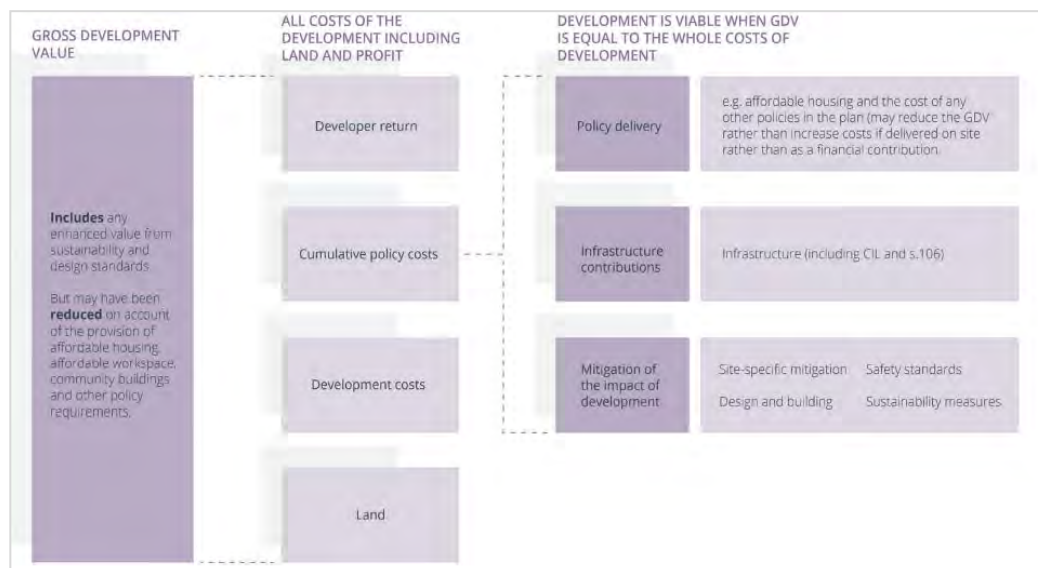 GROSS DEVELOPMENT
VALUE
Includes any
enhanced value from
sustainability and
design standards
But may have been
reduced on account
of the provision of
affordable housing,
affordable workspace,
community buildings
and other policy
requirements.
ALL COSTS OF THE
DEVELOPMENT INCLUDING
LAND AND PROFIT
Developer return
Cumulative policy costs
Development costs
Land
DEVELOPMENT IS VIABLE WHEN GDV
IS EQUAL TO THE WHOLE COSTS OF
DEVELOPMENT
Policy delivery
e.g. affordable housing and the cost of any
other policies in the plan (may reduce the GDV
rather than increase costs if delivered on site
rather than as a financial contribution.
Infrastructure
contributions
Infrastructure (including CIL and s.106)
Mitigation of
the impact of
development
Site-specific mitigation
Safety standards
Design and building
Sustainability measures